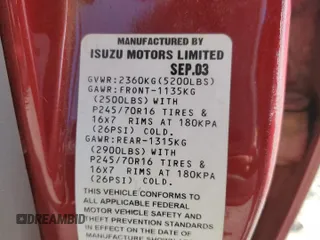 MANUFACTURED BY
ISUZU MOTORS LIMITED
SEP.03
GVWR:2360KG(5200LBS)
GAWR:FRONT-1135KG
(2500LBS)WITH
P245/70R16 TIRES &
16x7 RIMS AT 180KPA
(26PSI) COLD.
GAWR:REAR-1315KG
(2900LBS)WITH
P245/70R16 TIRES &
16x7 RIMS AT 180KPA
(26PSI) COLD.
THIS VEHICLE CONFORMS TO
ALL APPLICABLE FEDERAL
MOTOR VEHICLE SAFETY AND
THEFT PREVENTION STANDARDS
IN EFFECT ON THE DATE OF
MANUFACTURE SHOWN
DREAMBID